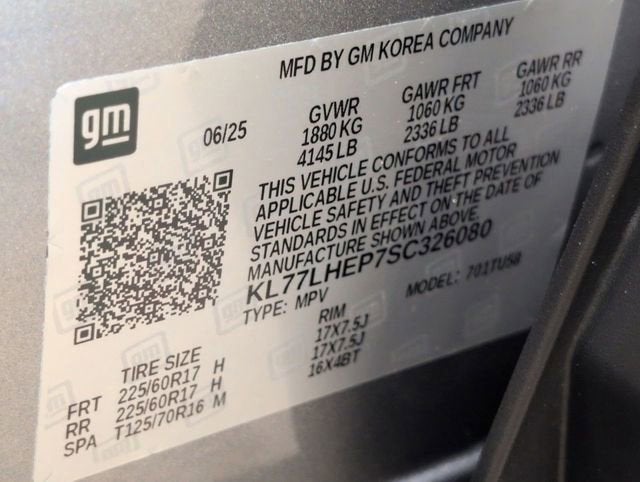 MFD BY GM KOREA COMPANY
gm
06/25
GVWR GAWR FRT GAWR RR
1880 KG 1060 KG 1060 KG
4145 LB 2336 LB 2336 LB
THIS VEHICLE CONFORMS TO ALL
APPLICABLE U.S. FEDERAL MOTOR
VEHICLE SAFETY AND THEFT PREVENTION
STANDARDS IN EFFECT ON THE DATE OF
MANUFACTURE SHOWN ABOVE.
KL77LHEP7SC326080
TYPE: MPV MODEL: 701TU58
TIRE SIZE RIM
FRT 225/60R17 H 17X7.5J
RR 225/60R17 H 17X7.5J
SPA T125/70R16 M 16X4BT